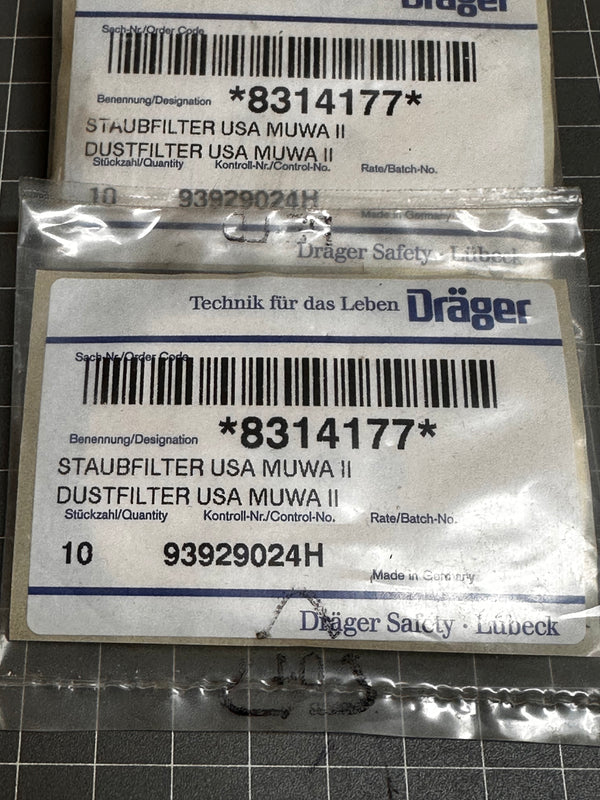 Dräger
Sach-Nr/Order Code
Benennung/Designation *8314177*
STAUBFILTER USA MUWA II
DUSTFILTER USA MUWA II
Stückzahl/Quantity Kontroll-Nr./Control-No. Rate/Batch-No.
10 93929024H
Made in Germany
Dräger Safety · Lübeck
Technik für das Leben Dräger
Sach-Nr/Order Code
Benennung/Designation *8314177*
STAUBFILTER USA MUWA II
DUSTFILTER USA MUWA II
Stückzahl/Quantity Kontroll-Nr./Control-No. Rate/Batch-No.
10 93929024H
Made in Germany
Dräger Safety · Lübeck